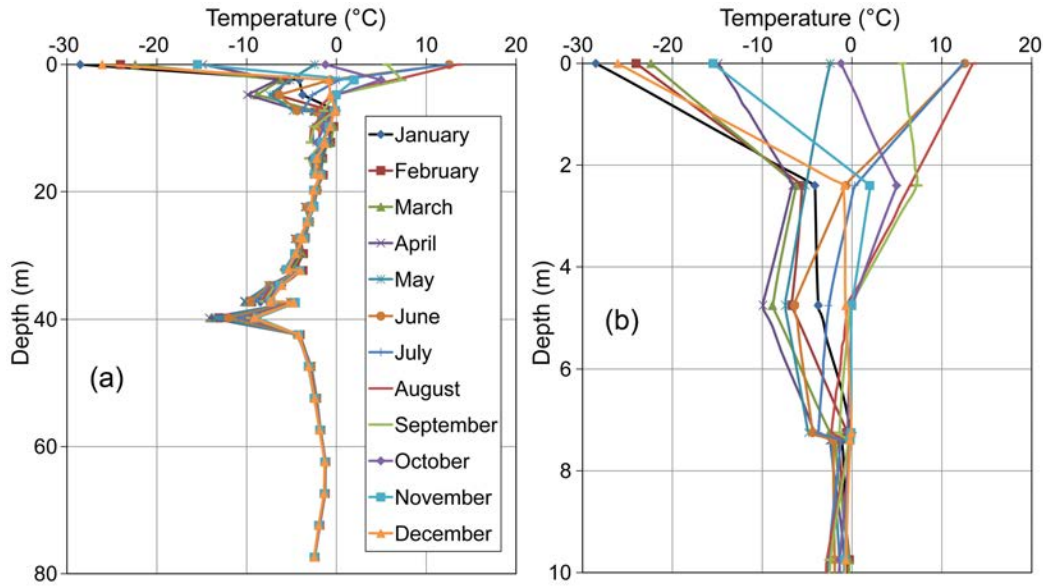 Temperature (°C)
-30 -20 -10 0 10 20
0
20
40
60
80
Depth (m)
(a)
January
February
March
April
May
June
July
August
September
October
November
December
Temperature (°C)
-30 -20 -10 0 10 20
0
2
4
6
8
10
Depth (m)
(b)